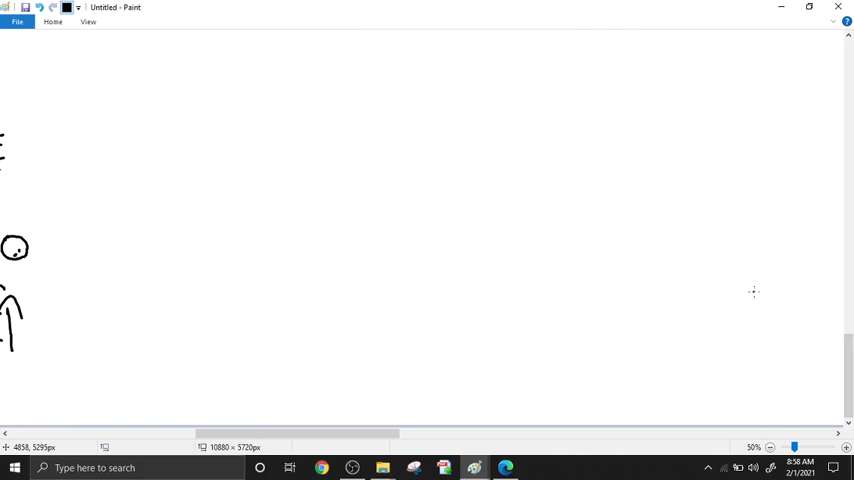 Untitled - Paint
File Home View
4858, 5295px 10880 × 5720px 50%
Type here to search
8:58 AM
2/1/2021